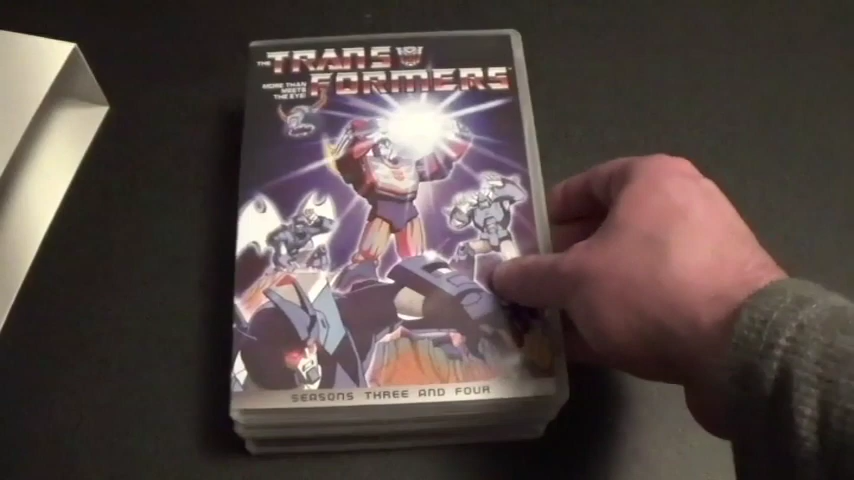 THE TRANS
FORMERS
MORE THAN
MEETS
THE EYE!
SEASONS THREE AND FOUR